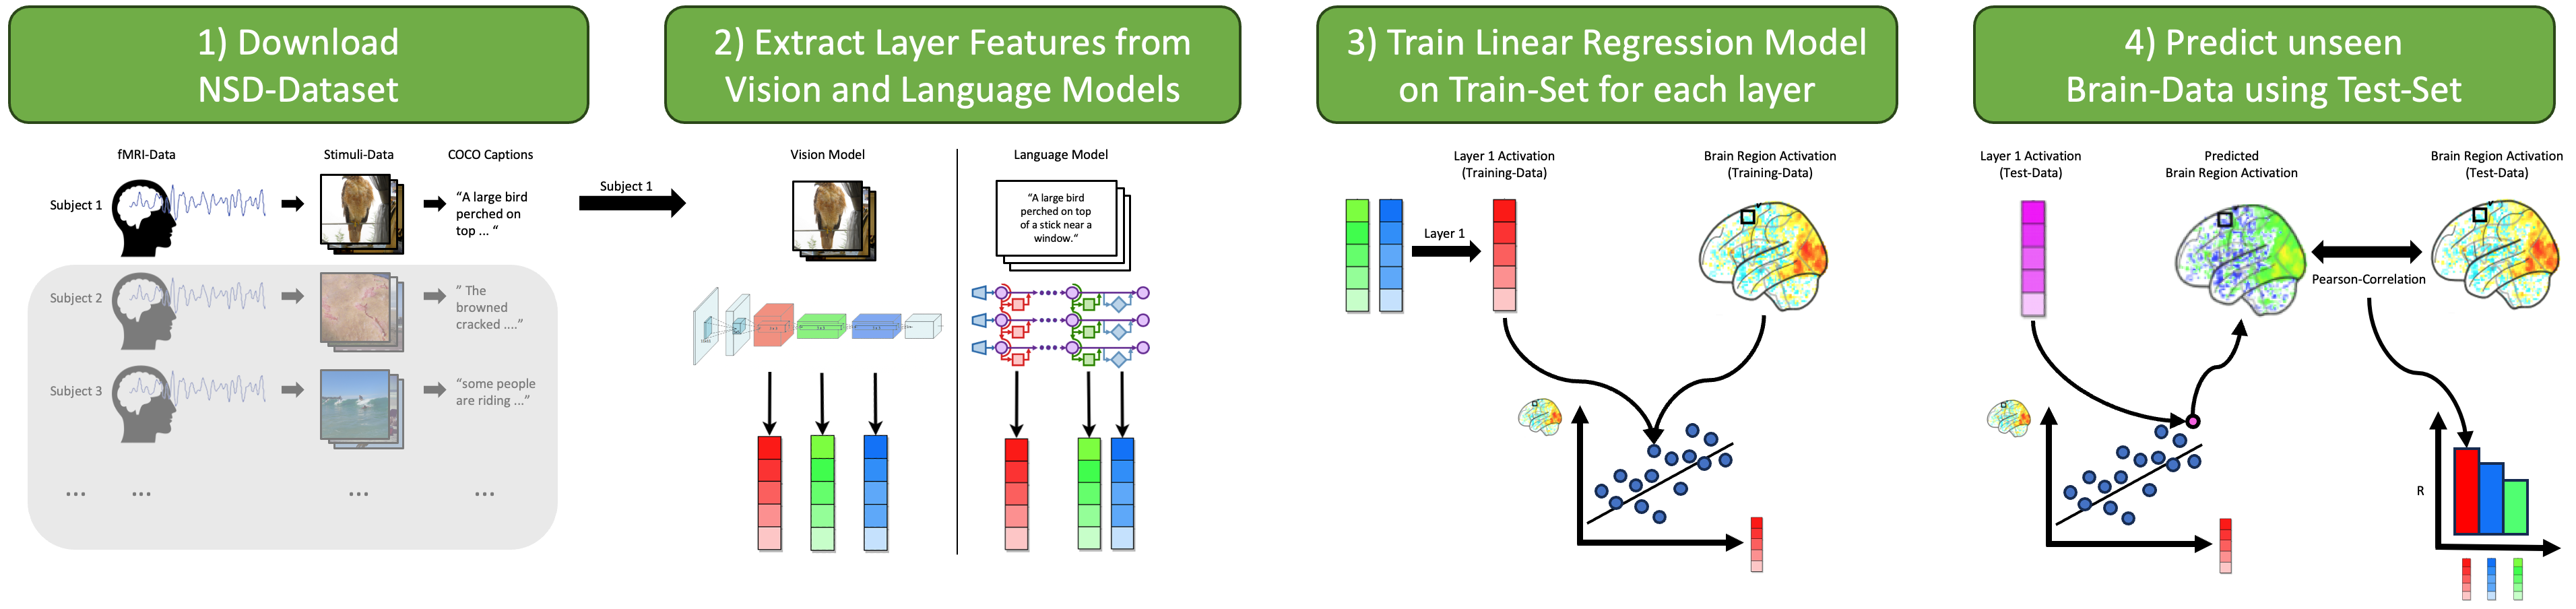 1) Download
NSD-Dataset
2) Extract Layer Features from
Vision and Language Models
3) Train Linear Regression Model
on Train-Set for each layer
4) Predict unseen
Brain-Data using Test-Set
fMRI-Data
Stimuli-Data
COCO Captions
Subject 1
“A large bird
perched on
top ... “
Subject 2
” The
browned
cracked ....”
Subject 3
“some people
are riding ...”
...
...
...
...
Subject 1
Vision Model
Language Model
“A large bird
perched on top
of a stick near a
window.“
Layer 1 Activation
(Training-Data)
Brain Region Activation
(Training-Data)
Layer 1
Layer 1 Activation
(Test-Data)
Predicted
Brain Region Activation
Brain Region Activation
(Test-Data)
Pearson-Correlation
R